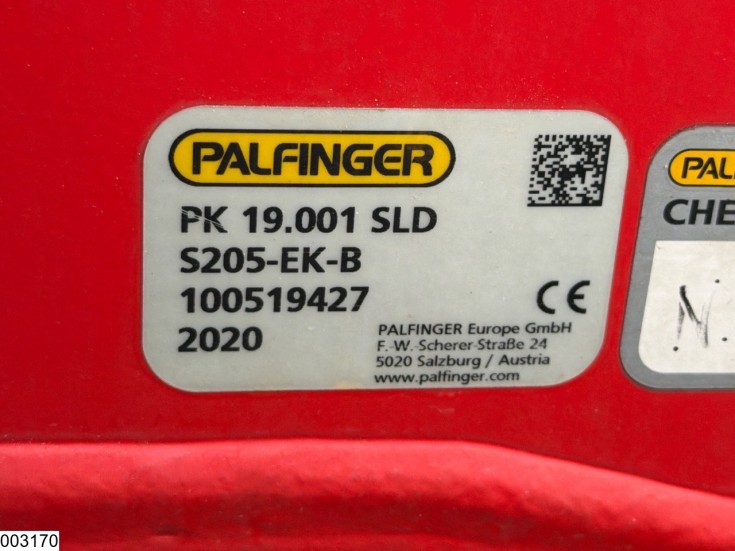 PALFINGER
PK 19.001 SLD
S205-EK-B
100519427
2020
CE
PALFINGER Europe GmbH
F.-W.-Scherer-Straße 24
5020 Salzburg / Austria
www.palfinger.com
PAL
CHE
N.
003170